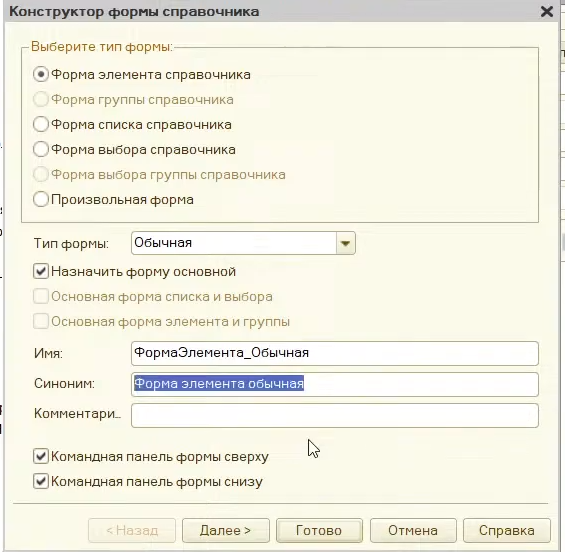 Конструктор формы справочника
Выберите тип формы:
Форма элемента справочника
Форма группы справочника
Форма списка справочника
Форма выбора справочника
Форма выбора группы справочника
Произвольная форма
Тип формы: Обычная
Назначить форму основной
Основная форма списка и выбора
Основная форма элемента и группы
Имя: ФормаЭлемента_Обычная
Синоним: Форма элемента обычная
Комментари...
Командная панель формы сверху
Командная панель формы снизу
< Назад Далее > Готово Отмена Справка